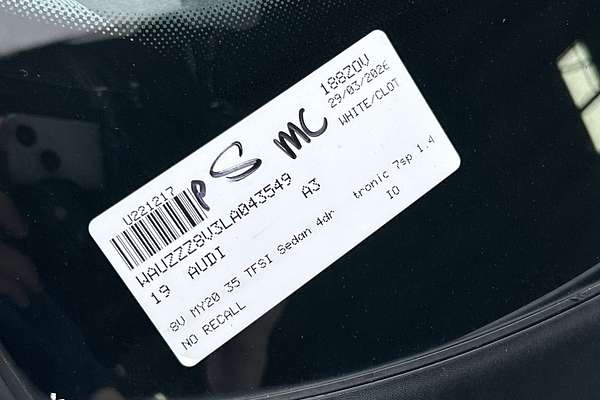 188ZOV
29/03/2026
WHITE/CLOT
PS MC
U221217
WAUZZZ8V3LA043549
19 AUDI A3
8V MY20 35 TFSI Sedan 4dr tronic 7sp 1.4
NO RECALL IO